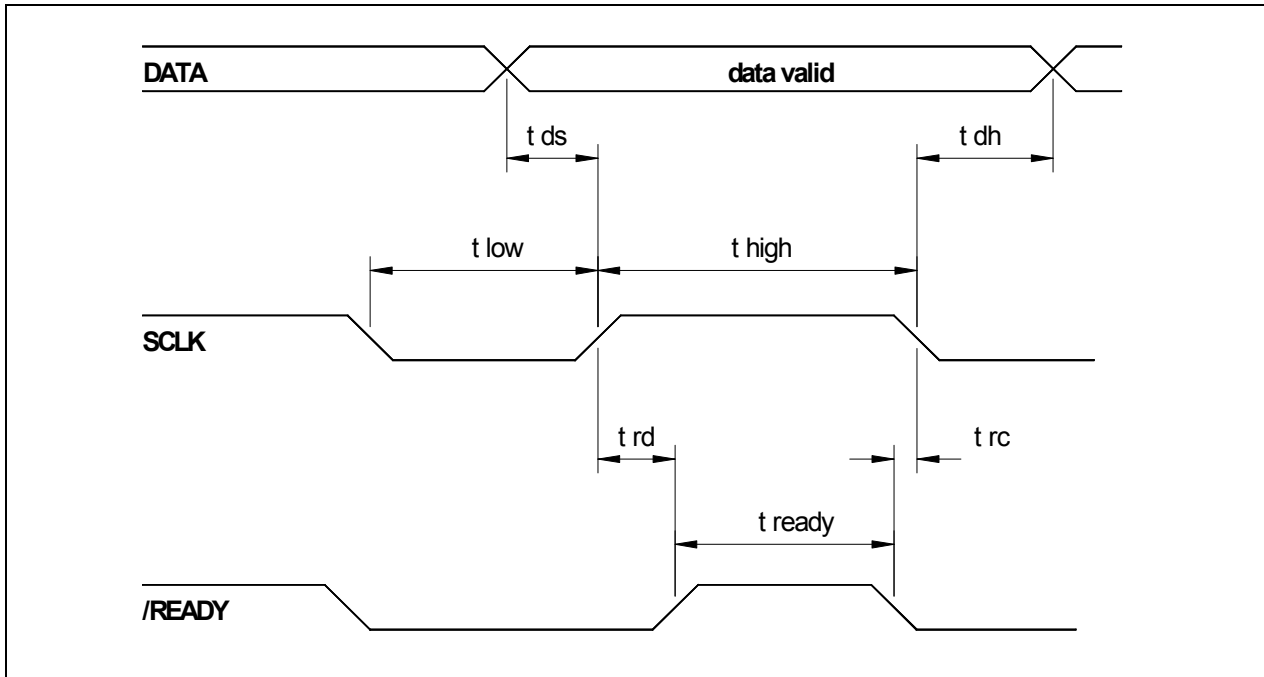 DATA data valid
t ds t dh
t low t high
SCLK
t rd t rc
t ready
/READY